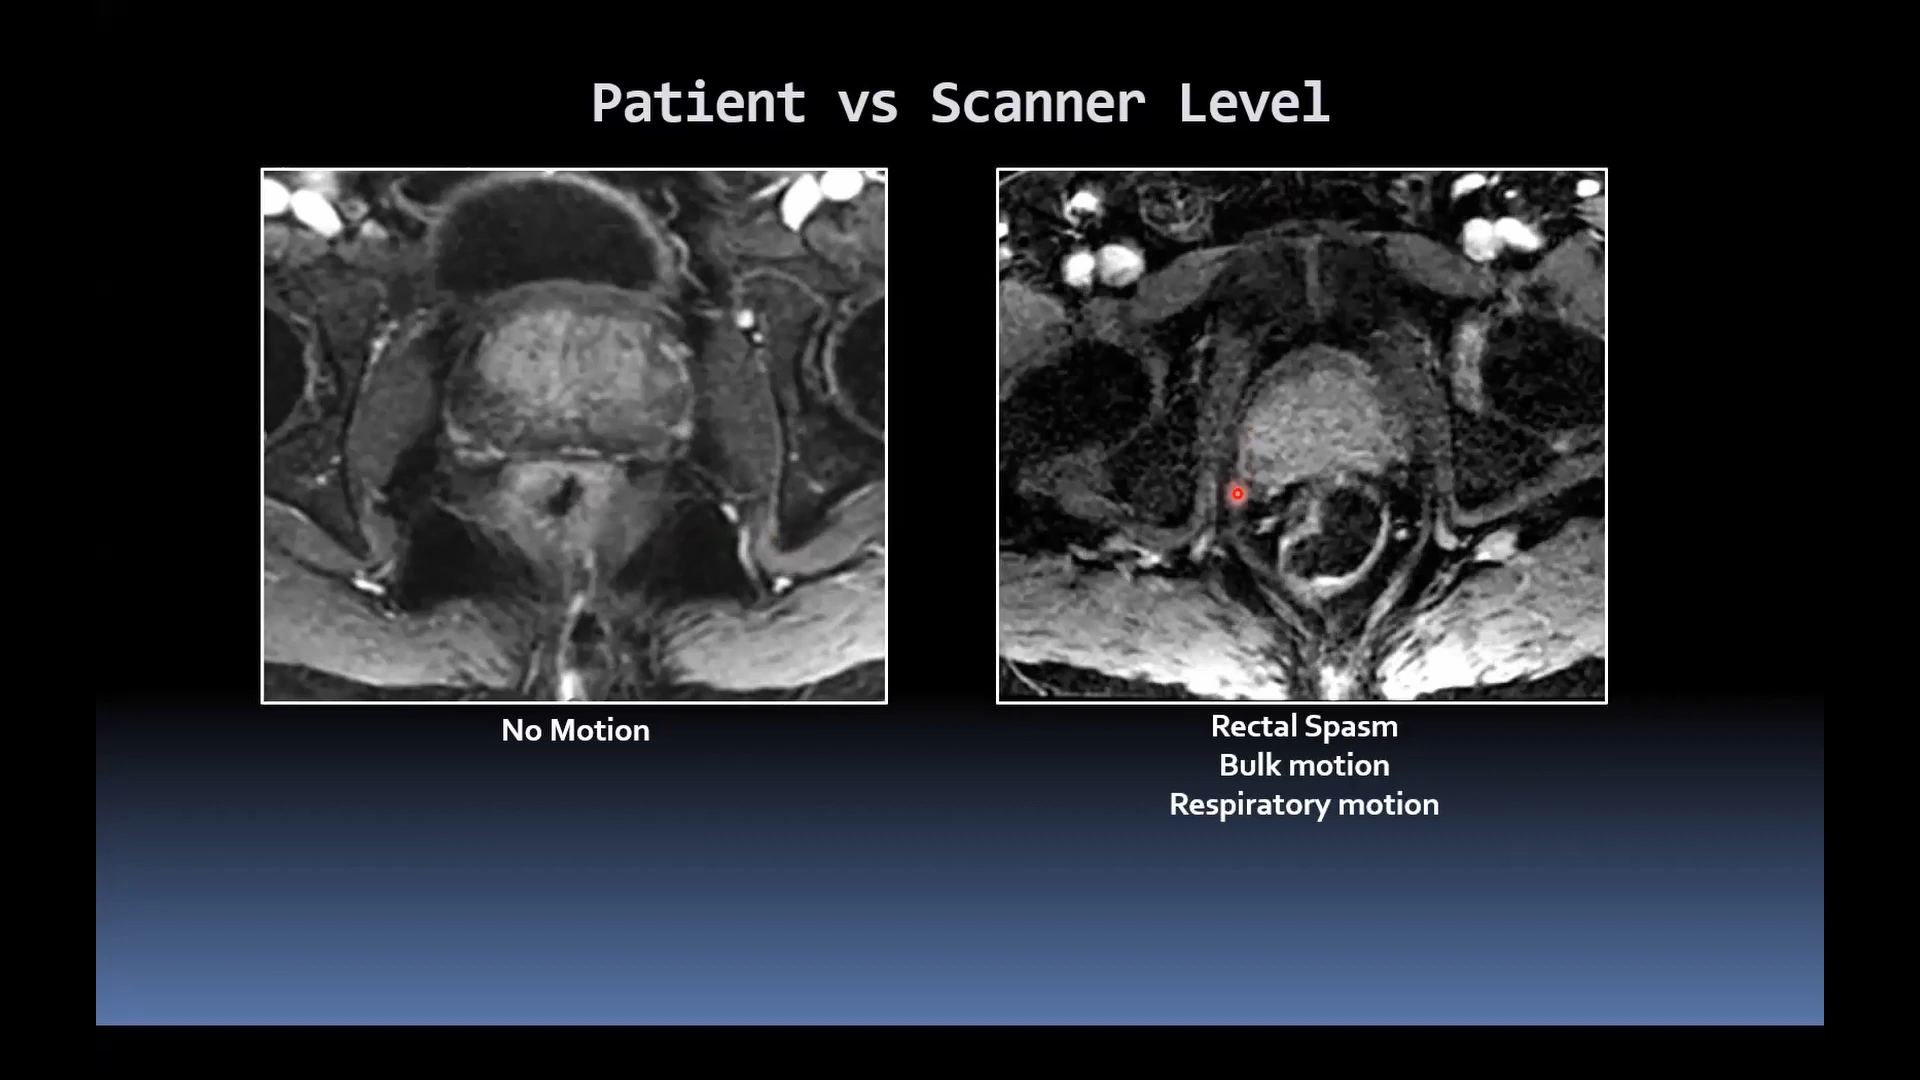 Patient vs Scanner Level
No Motion
Rectal Spasm
Bulk motion
Respiratory motion